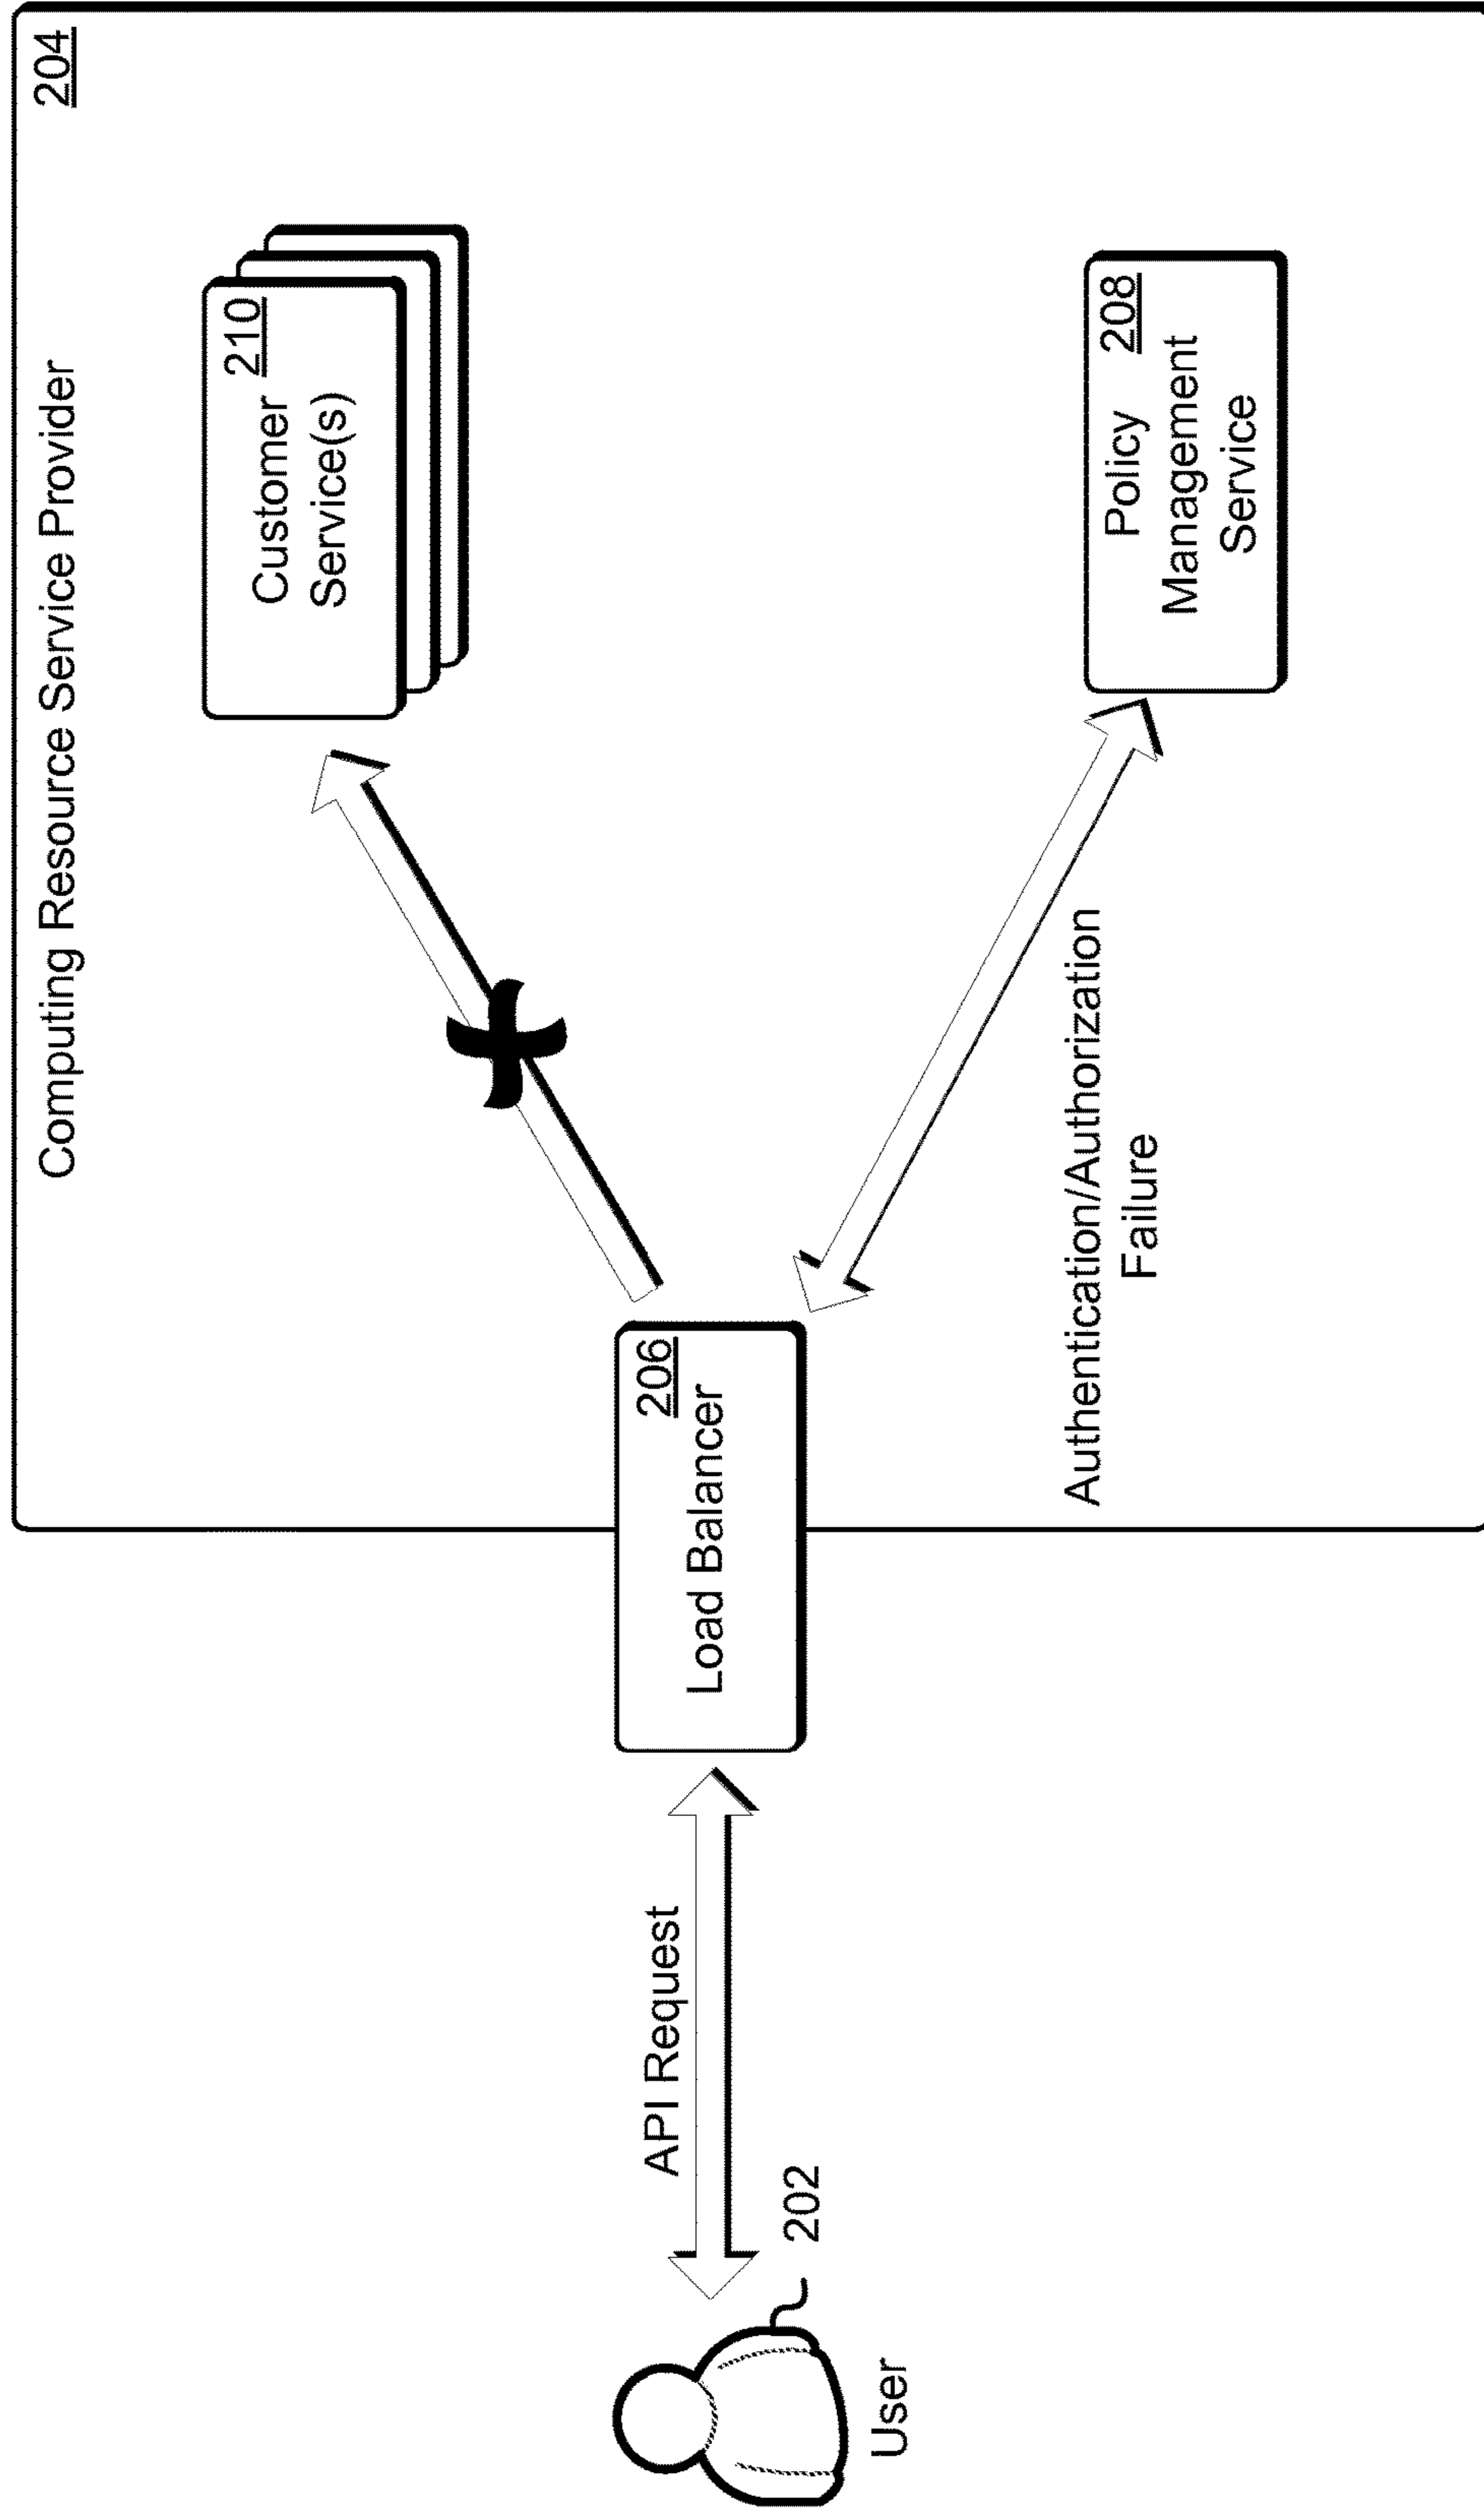 Computing Resource Service Provider
204
Customer
Service(s)
210
API Request
Load Balancer
206
202
User
Authentication/Authorization
Failure
Policy
Management
Service
208